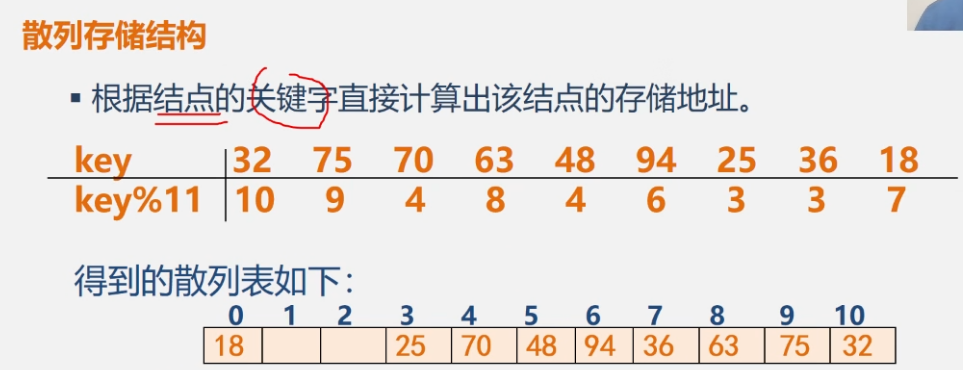 散列存储结构
▪ 根据结点的关键字直接计算出该结点的存储地址。
key 32 75 70 63 48 94 25 36 18
key%11 10 9 4 8 4 6 3 3 7
得到的散列表如下：
0 1 2 3 4 5 6 7 8 9 10
18 25 70 48 94 36 63 75 32